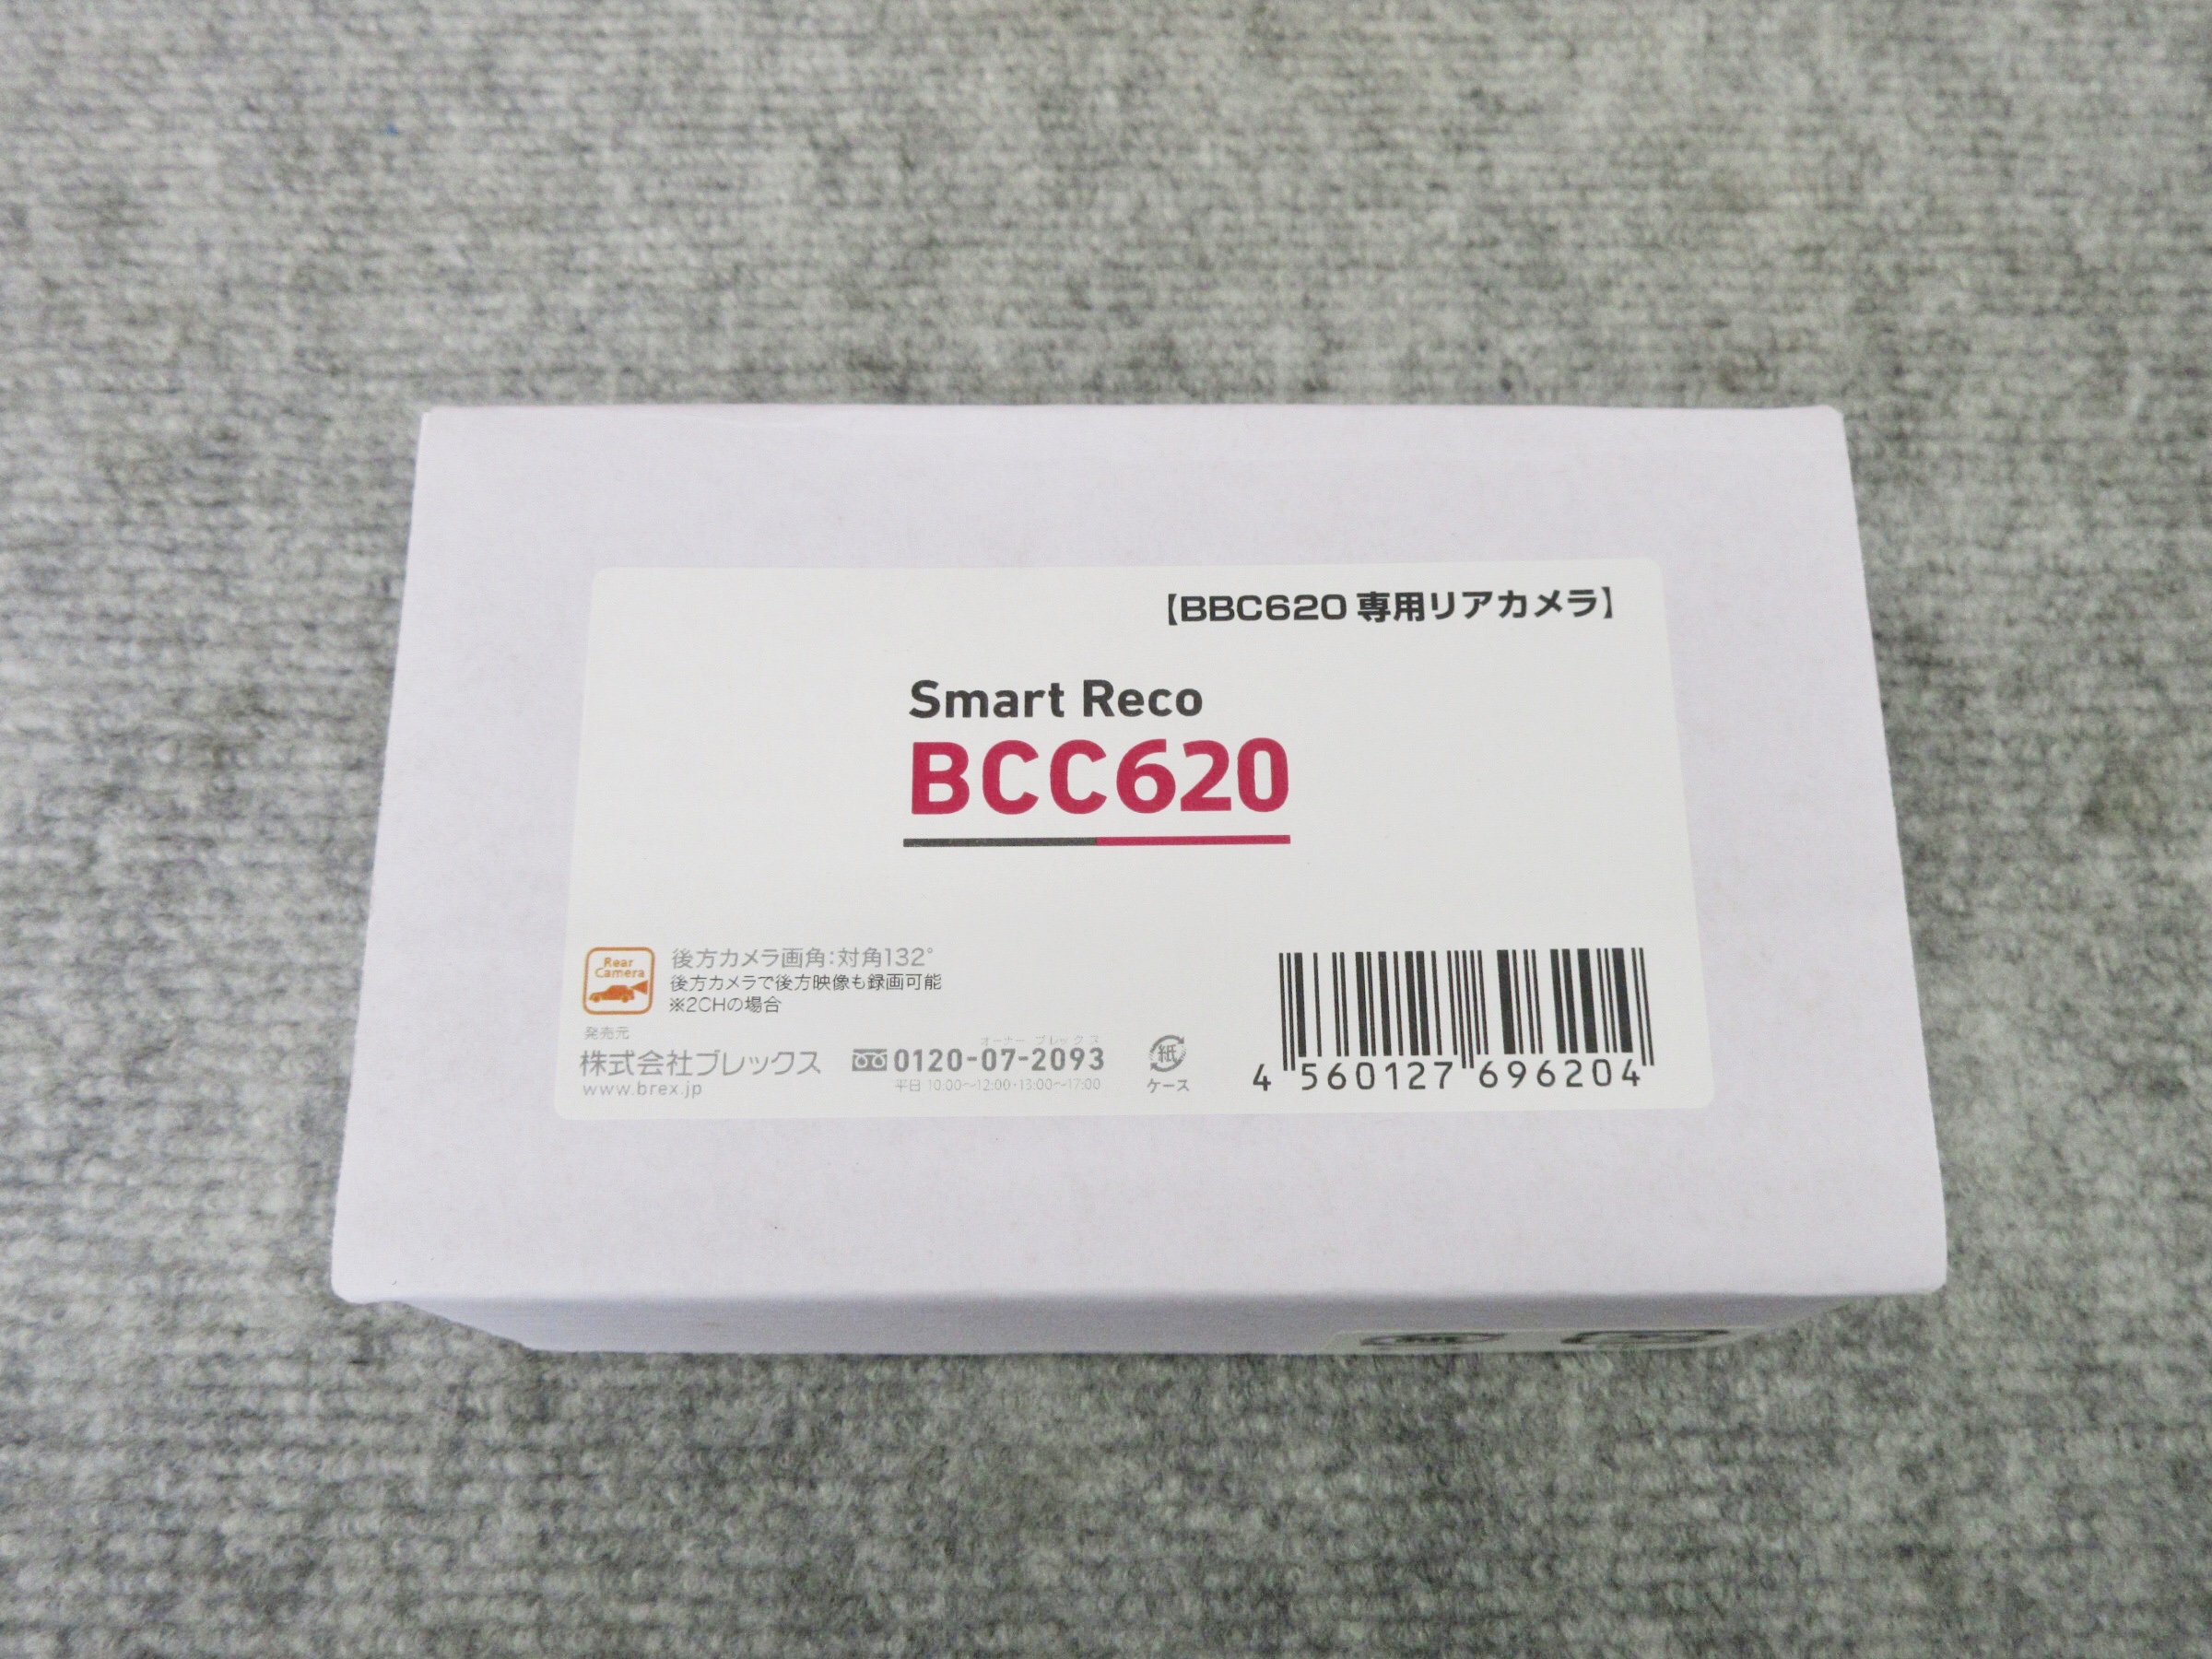 【BBC620 専用リアカメラ】
Smart Reco
BCC620
Rear
Camera
後方カメラ画角:対角132°
後方カメラで後方映像も録画可能
※2CHの場合
発売元
株式会社ブレックス
www.brex.jp
オーナー ブレックス
0120-07-2093
平日 10:00〜12:00・13:00〜17:00
紙
ケース
4 560127 696204